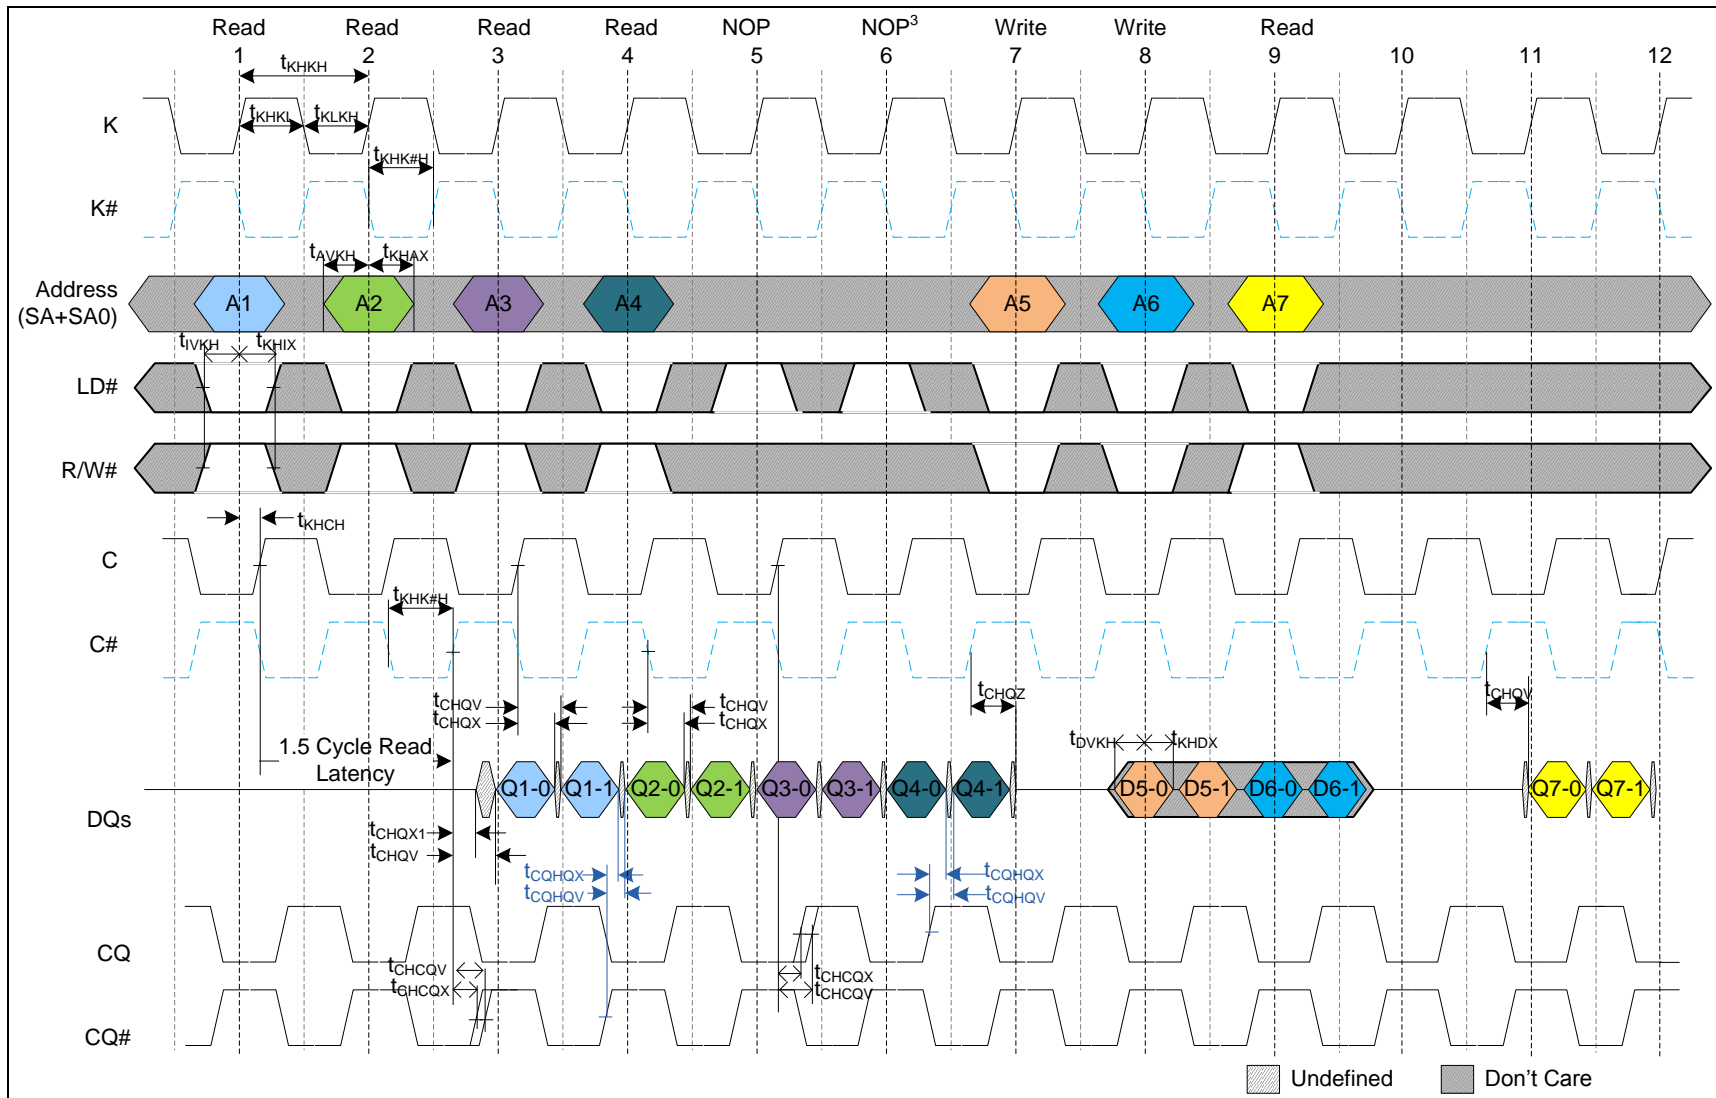 Read Read Read Read NOP NOP3 Write Write Read
1 2 3 4 5 6 7 8 9 10 11 12
tKHKH
K
tKHKL tKLKH
tKHK#H
K#
tAVKH tKHAX
Address
(SA+SA0)
A1 A2 A3 A4 A5 A6 A7
tIVKH tKHIX
LD#
R/W#
tKHCH
C
tKHK#H
C#
tCHQV tCHQV tCHQZ tCHQV
tCHQX tCHQX
tDVKH tKHDX
1.5 Cycle Read
Latency
Q1-0 Q1-1 Q2-0 Q2-1 Q3-0 Q3-1 Q4-0 Q4-1 D5-0 D5-1 D6-0 D6-1 Q7-0 Q7-1
DQs
tCHQX1
tCHQV
tCQHQX tCQHQX
tCQHQV tCQHQV
CQ
tCHCQV tCHCQX
tCHCQX tCHCQV
CQ#
Undefined Don't Care